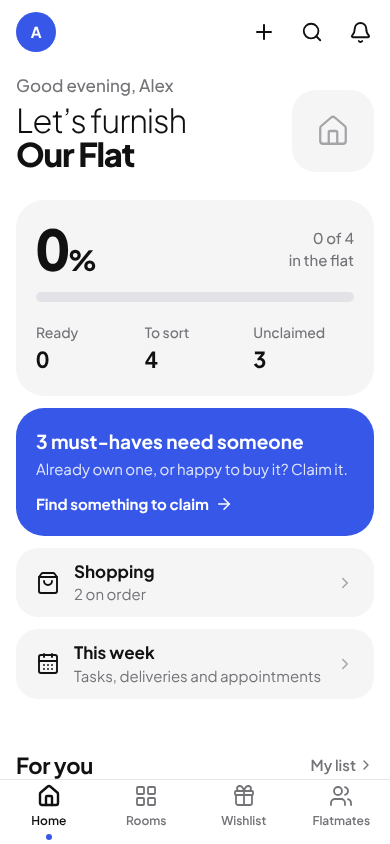 A
Good evening, Alex
Let’s furnish
Our Flat
0%
0 of 4
in the flat
Ready
To sort
Unclaimed
0
4
3
3 must-haves need someone
Already own one, or happy to buy it? Claim it.
Find something to claim →
Shopping
2 on order
This week
Tasks, deliveries and appointments
For you
My list
Home
Rooms
Wishlist
Flatmates